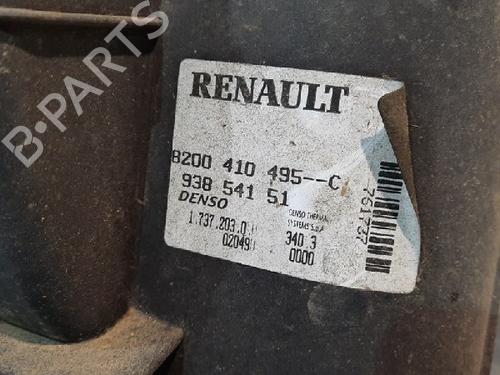 B-PARTS
RENAULT
8200 410 495--C
938 541 51
DENSO
DENSO THERMAL
SYSTEMS S.p.A
1.737.203.0
340 3
02049
0000
761737